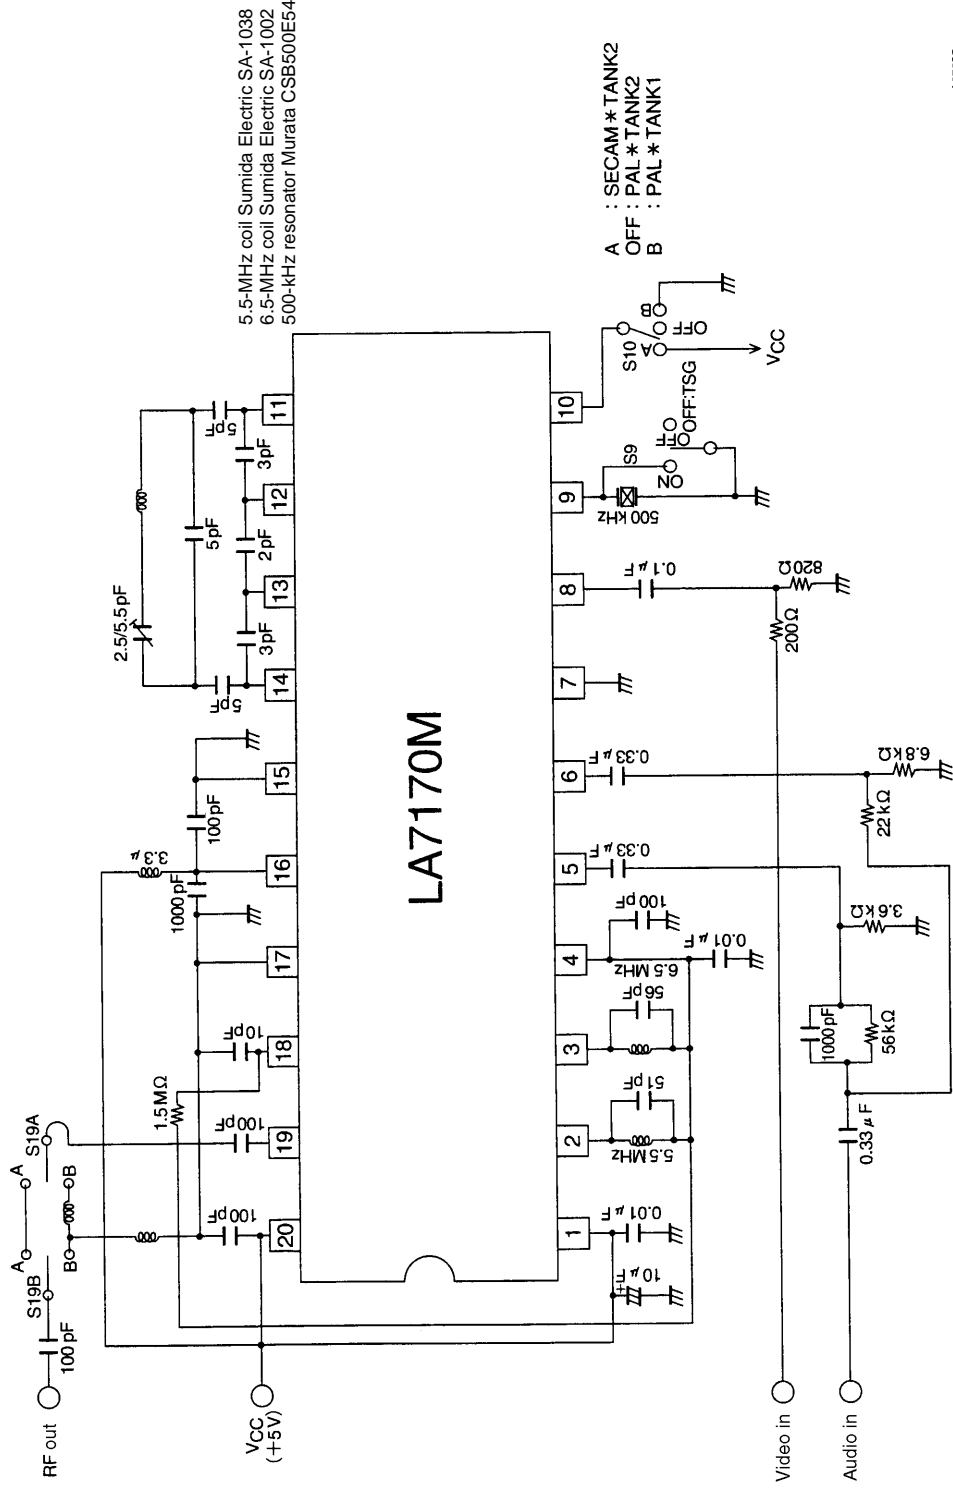 5.5-MHz coil Sumida Electric SA-1038
6.5-MHz coil Sumida Electric SA-1002
500-kHz resonator Murata CSB500E54
A : SECAM*TANK2
OFF : PAL*TANK2
B : PAL*TANK1
RF out
100pF
S19B
A
B
A
B
S19A
1.5MΩ
100pF
100pF
10pF
1000pF
3.3μ
100pF
2.5/5.5pF
5pF
5pF
5pF
3pF
2pF
3pF
VCC
(+5V)
20
19
18
17
16
15
14
13
12
11
LA7170M
1
2
3
4
5
6
7
8
9
10
+
10μF
0.01μF
5.5MHz
51pF
56pF
6.5MHz
100pF
0.01μF
0.33μF
0.33μF
0.1μF
500kHz
S9
ON
OFF
OFF:TSG
S10
A
OFF
B
VCC
200Ω
820Ω
22kΩ
6.8kΩ
3.6kΩ
1000pF
56kΩ
0.33μF
Video in
Audio in